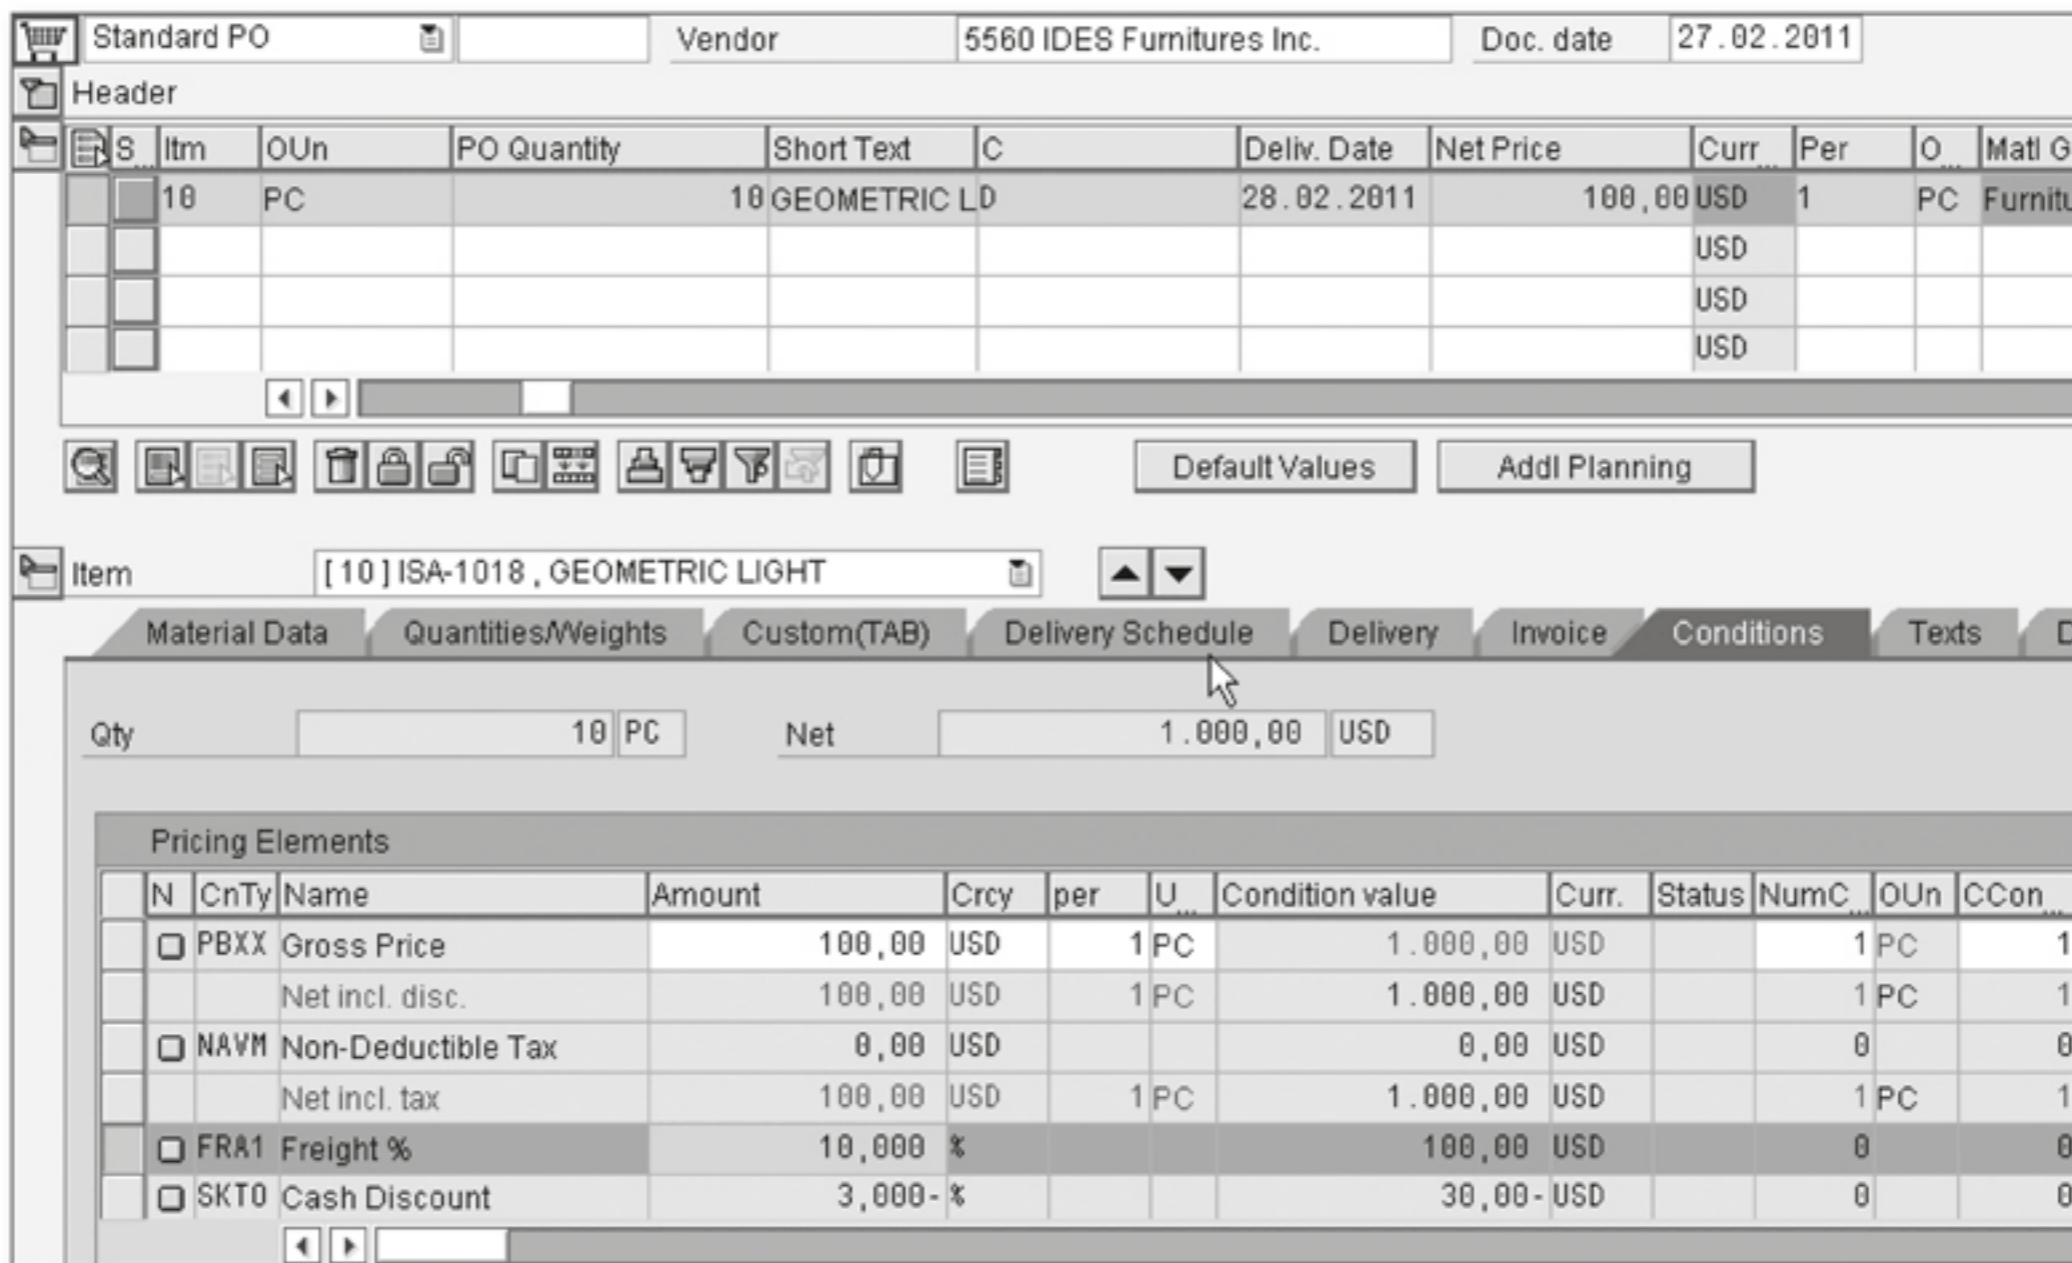 Standard PO Vendor 5560 IDES Furnitures Inc. Doc. date 27.02.2011
Header
S... Itm OUn PO Quantity Short Text C Deliv. Date Net Price Curr... Per O... Matl G
10 PC 10 GEOMETRIC L D 28.02.2011 100,00 USD 1 PC Furnitu
USD
USD
USD
Default Values Addl Planning
Item [ 10 ] ISA-1018 , GEOMETRIC LIGHT
Material Data Quantities/Weights Custom(TAB) Delivery Schedule Delivery Invoice Conditions Texts D
Qty 10 PC Net 1.000,00 USD
Pricing Elements
N CnTy Name Amount Crcy per U... Condition value Curr. Status NumC... OUn CCon...
PBXX Gross Price 100,00 USD 1 PC 1.000,00 USD 1 PC 1
Net incl. disc. 100,00 USD 1 PC 1.000,00 USD 1 PC 1
NAVM Non-Deductible Tax 0,00 USD 0,00 USD 0 0
Net incl. tax 100,00 USD 1 PC 1.000,00 USD 1 PC 1
FRA1 Freight % 10,000 % 100,00 USD 0 0
SKTO Cash Discount 3,000- % 30,00- USD 0 0